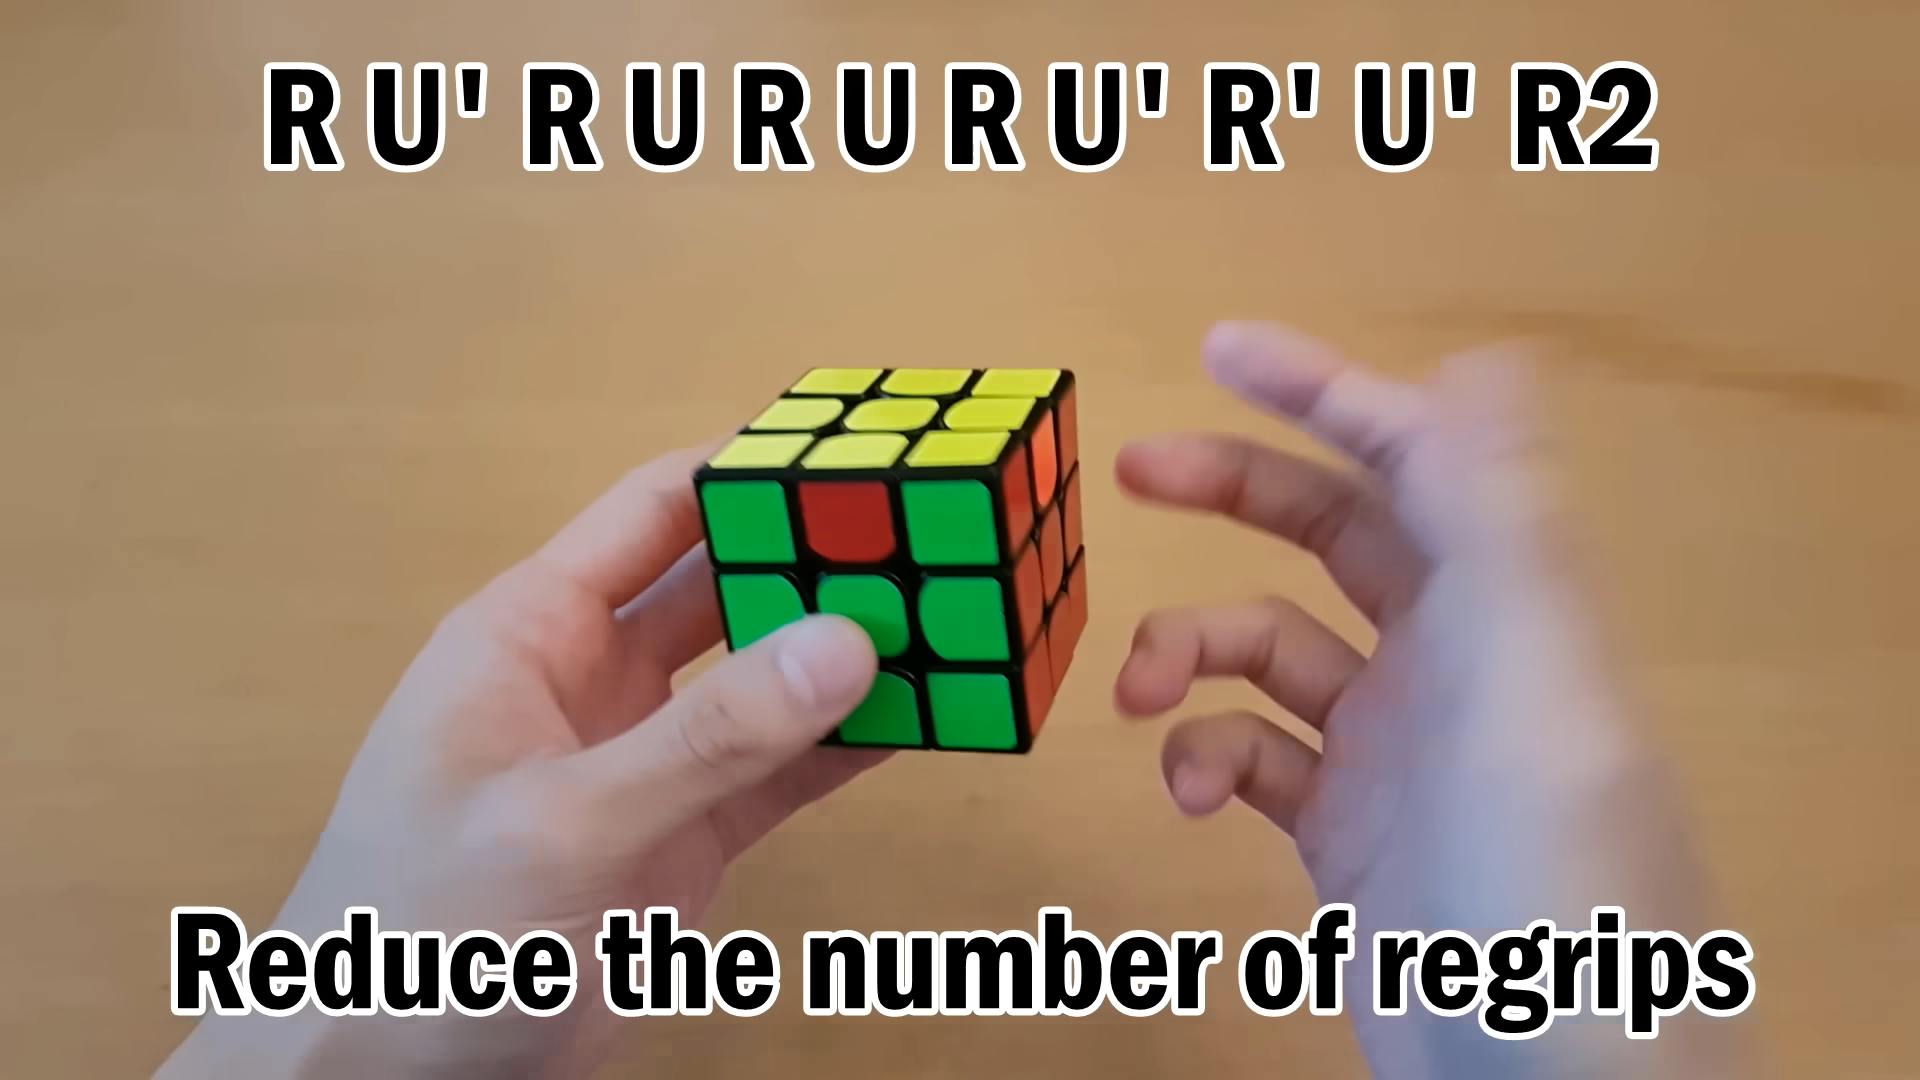 R U' R U R U R U' R' U' R2
Reduce the number of regrips